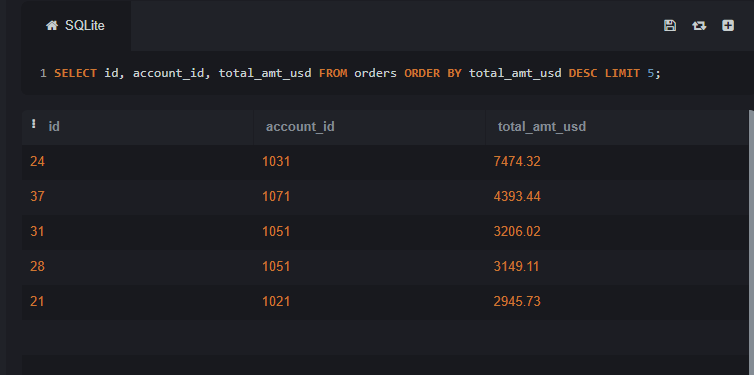 SQLite
1 SELECT id, account_id, total_amt_usd FROM orders ORDER BY total_amt_usd DESC LIMIT 5;
id account_id total_amt_usd
24 1031 7474.32
37 1071 4393.44
31 1051 3206.02
28 1051 3149.11
21 1021 2945.73